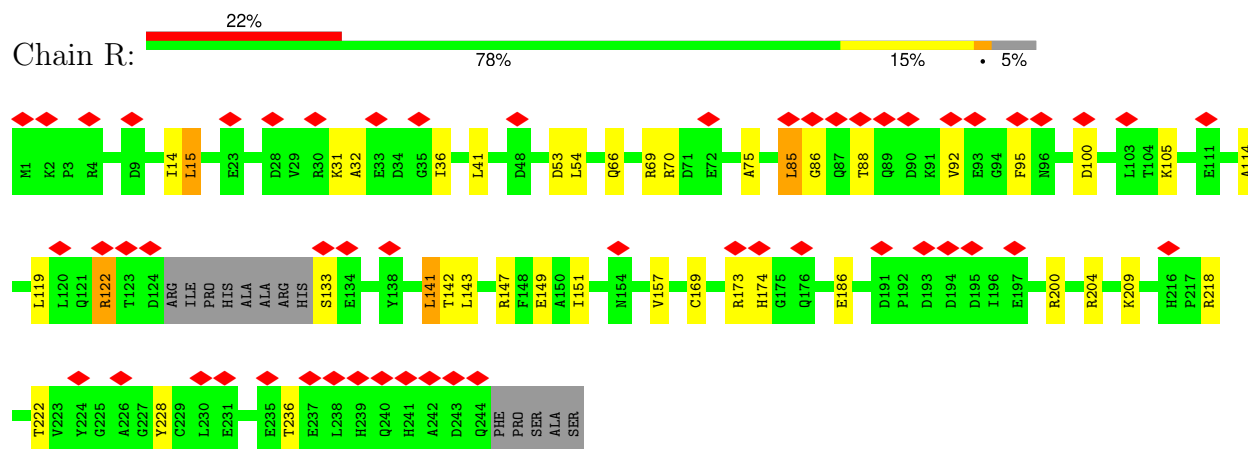 22%
Chain R:
78% 15% • 5%
M1 K2 P3 R4 D9 I14 L15 E23 D28 V29 R30 K31 A32 E33 D34 G35 I36 L41 D48 D53 L54 Q66 R69 R70 D71 E72 A75 L85 G86 Q87 T88 Q89 D90 K91 V92 E93 G94 F95 N96 D100 L103 T104 K105 E111 A114
L119 L120 Q121 R122 T123 D124 ARG ILE PRO HIS ALA ALA ARG HIS S133 E134 Y138 L141 T142 L143 R147 F148 E149 A150 I151 N154 V157 C169 R173 H174 G175 Q176 E186 D191 P192 D193 D194 D195 I196 E197 R200 R204 K209 H216 P217 R218
T222 V223 Y224 G225 A226 G227 Y228 C229 L230 E231 E235 T236 E237 L238 H239 Q240 H241 A242 D243 Q244 PHE PRO SER ALA SER